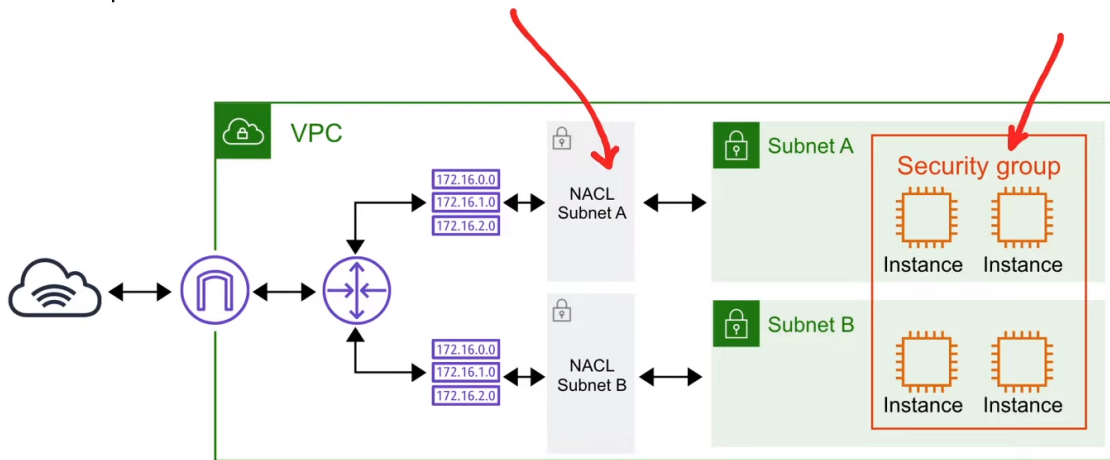 VPC
172.16.0.0
172.16.1.0
172.16.2.0
NACL
Subnet A
Subnet A
Security group
Instance Instance
172.16.0.0
172.16.1.0
172.16.2.0
NACL
Subnet B
Subnet B
Instance Instance